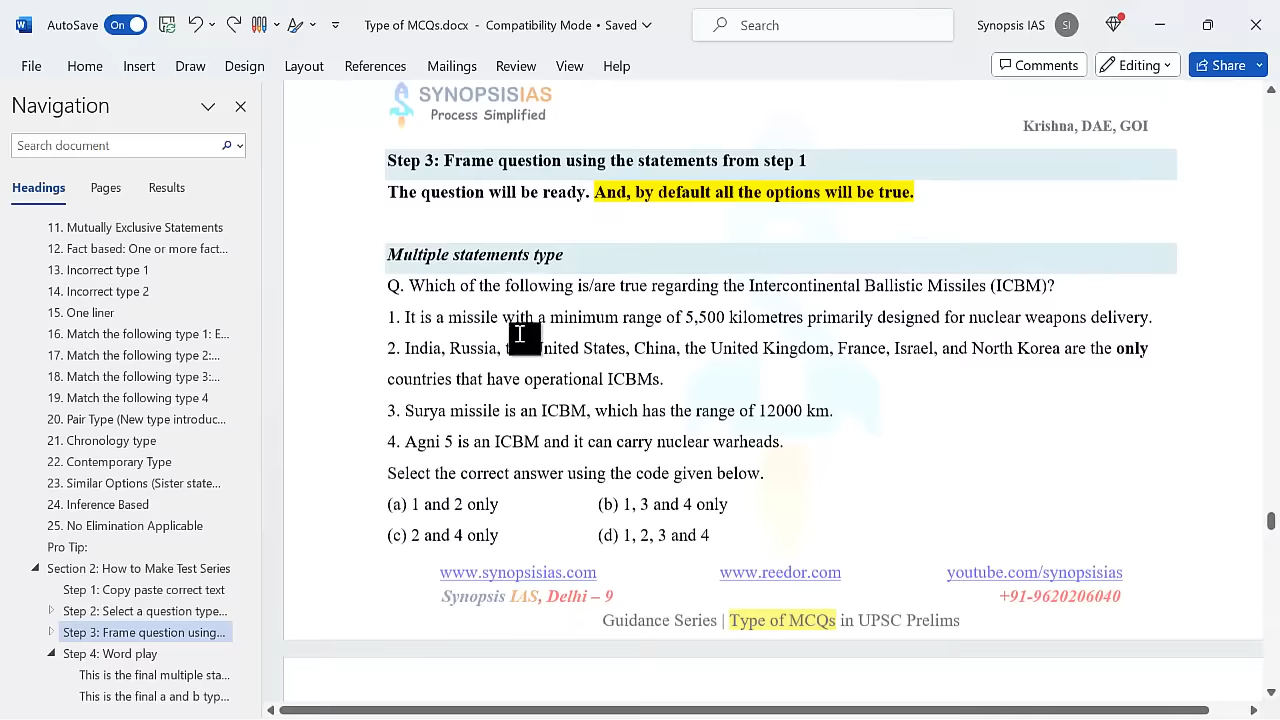 AutoSave On Type of MCQs.docx - Compatibility Mode • Saved Search Synopsis IAS SI
File Home Insert Draw Design Layout References Mailings Review View Help Comments Editing Share
Navigation
Search document
Headings Pages Results
11. Mutually Exclusive Statements
12. Fact based: One or more fact...
13. Incorrect type 1
14. Incorrect type 2
15. One liner
16. Match the following type 1: E...
17. Match the following type 2:...
18. Match the following type 3:...
19. Match the following type 4
20. Pair Type (New type introduc...
21. Chronology type
22. Contemporary Type
23. Similar Options (Sister state...
24. Inference Based
25. No Elimination Applicable
Pro Tip:
Section 2: How to Make Test Series
Step 1: Copy paste correct text
Step 2: Select a question type...
Step 3: Frame question using...
Step 4: Word play
This is the final multiple sta...
This is the final a and b typ...
SYNOPSISIAS
Process Simplified
Krishna, DAE, GOI
Step 3: Frame question using the statements from step 1
The question will be ready. And, by default all the options will be true.
Multiple statements type
Q. Which of the following is/are true regarding the Intercontinental Ballistic Missiles (ICBM)?
1. It is a missile with a minimum range of 5,500 kilometres primarily designed for nuclear weapons delivery.
2. India, Russia, United States, China, the United Kingdom, France, Israel, and North Korea are the only
countries that have operational ICBMs.
3. Surya missile is an ICBM, which has the range of 12000 km.
4. Agni 5 is an ICBM and it can carry nuclear warheads.
Select the correct answer using the code given below.
(a) 1 and 2 only (b) 1, 3 and 4 only
(c) 2 and 4 only (d) 1, 2, 3 and 4
www.synopsisias.com www.reedor.com youtube.com/synopsisias
Synopsis IAS, Delhi – 9 +91-9620206040
Guidance Series | Type of MCQs in UPSC Prelims